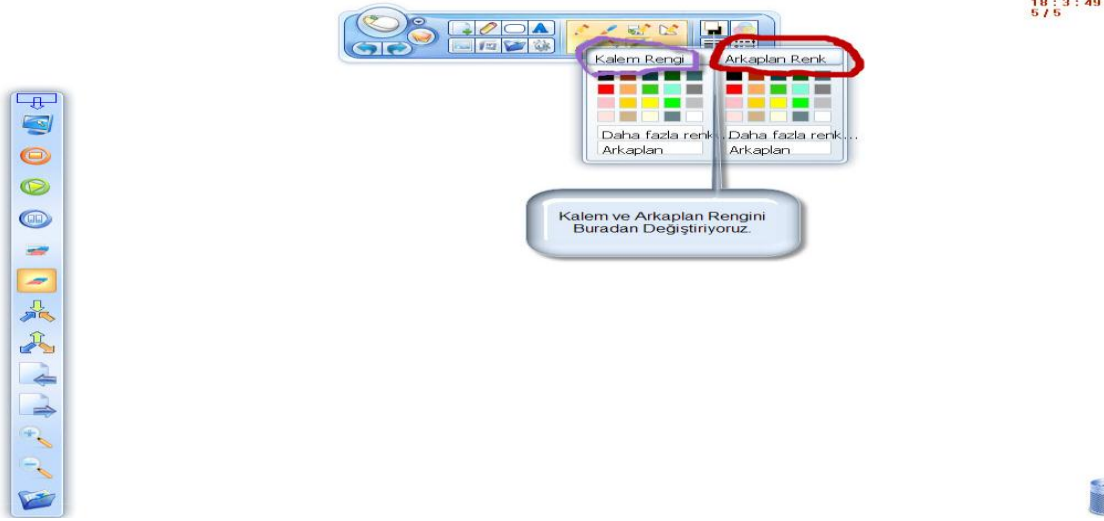 18 : 3 : 49
5 / 5
A
Kalem Rengi
Arkaplan Renk
Daha fazla renk...
Daha fazla renk...
Arkaplan
Arkaplan
Kalem ve Arkaplan Rengini
Buradan Değiştiriyoruz.